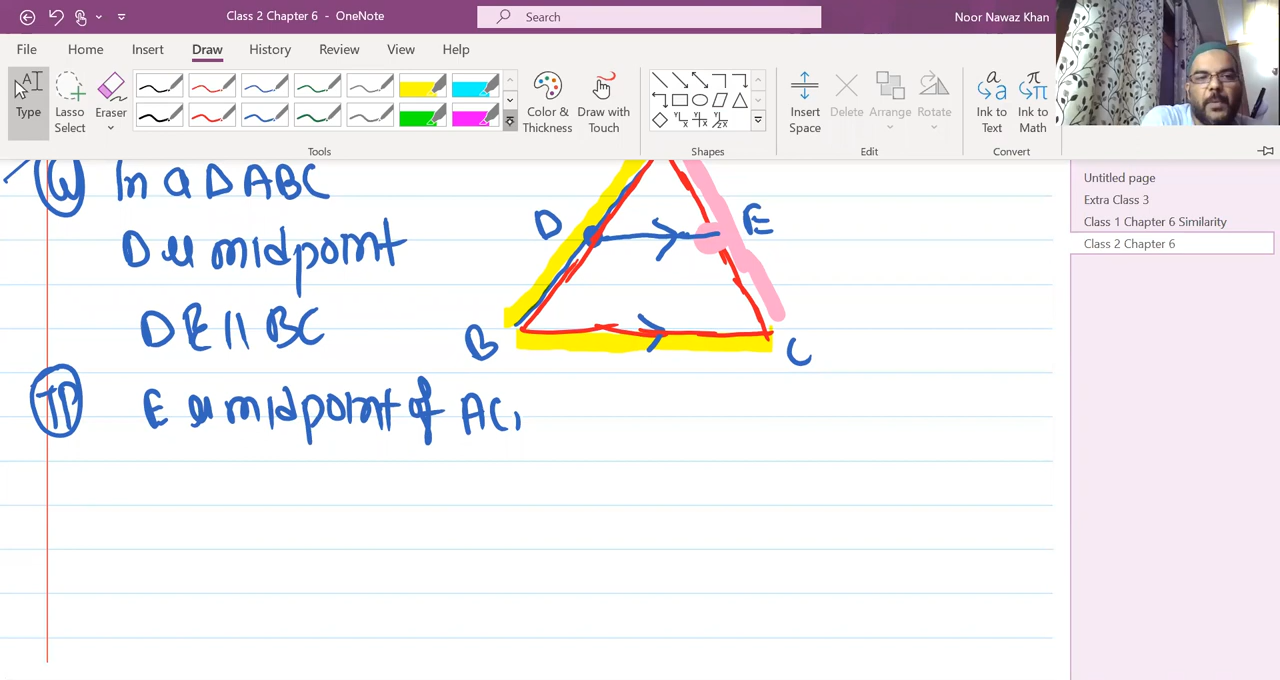 Class 2 Chapter 6 - OneNote
Search
Noor Nawaz Khan
File Home Insert Draw History Review View Help
Type
Lasso Select
Eraser
Color & Thickness
Draw with Touch
Insert Space
Delete
Arrange
Rotate
Ink to Text
Ink to Math
Tools
Shapes
Edit
Convert
Untitled page
Extra Class 3
Class 1 Chapter 6 Similarity
Class 2 Chapter 6
In a Δ ABC
D is midpoint
DE || BC
TP
E is midpoint of AC,
D
E
B
C